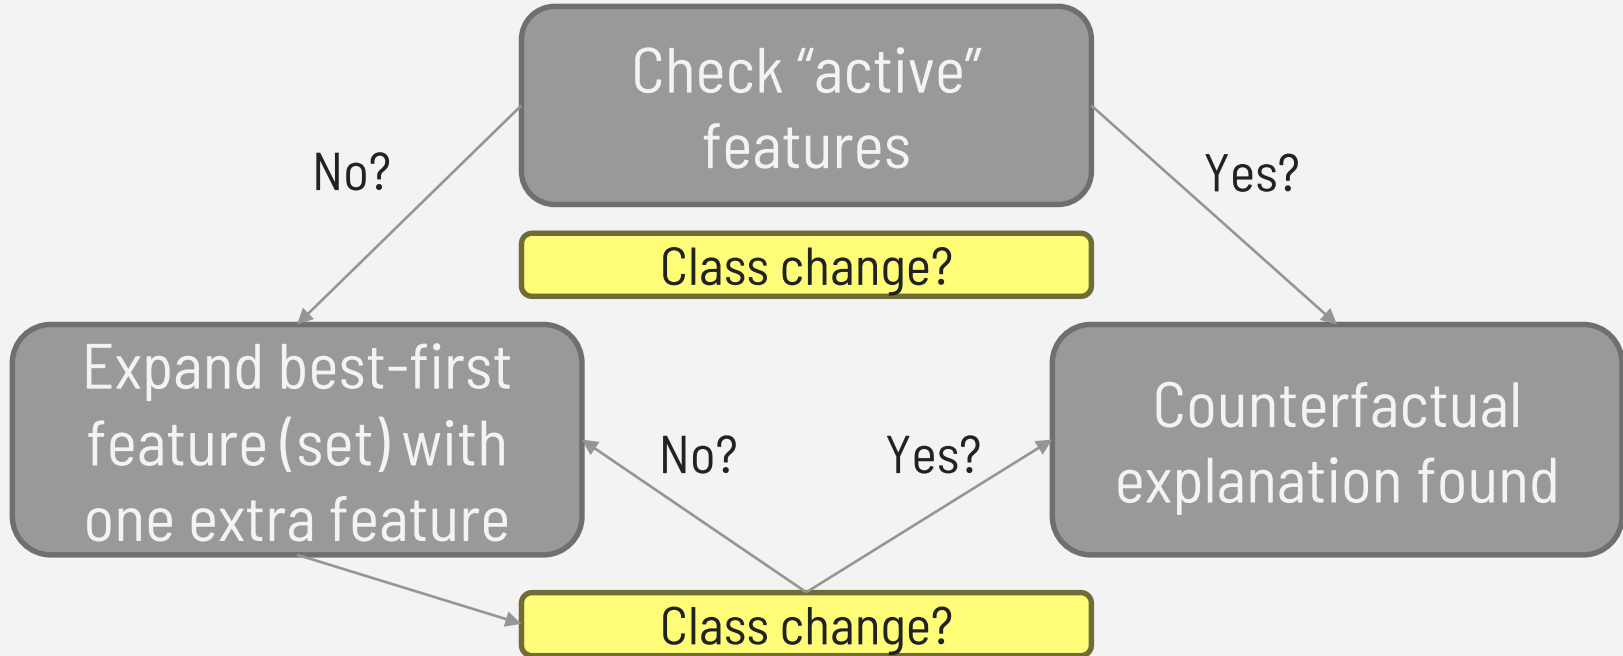 Check “active”
features
No?
Yes?
Class change?
Expand best-first
feature (set) with
one extra feature
No?
Yes?
Counterfactual
explanation found
Class change?